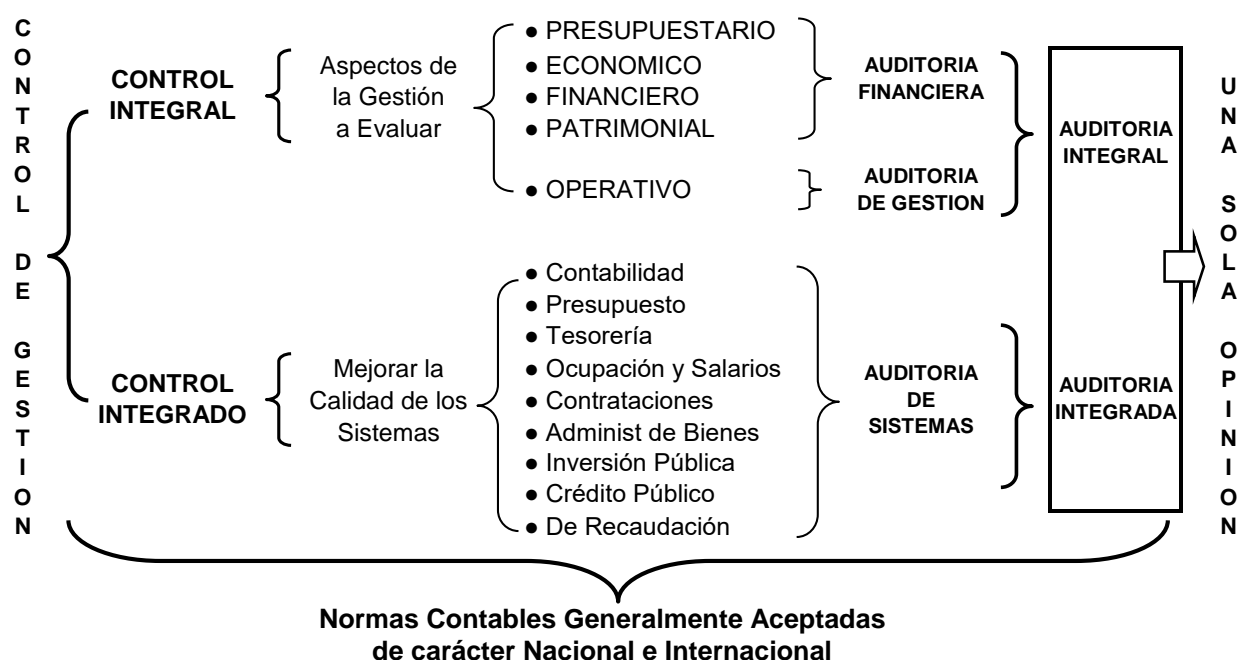 CONTROL DE GESTION
CONTROL
INTEGRAL
Aspectos de
la Gestión
a Evaluar
● PRESUPUESTARIO
● ECONOMICO
● FINANCIERO
● PATRIMONIAL
● OPERATIVO
AUDITORIA
FINANCIERA
AUDITORIA
DE GESTION
AUDITORIA
INTEGRAL
CONTROL
INTEGRADO
Mejorar la
Calidad de los
Sistemas
● Contabilidad
● Presupuesto
● Tesorería
● Ocupación y Salarios
● Contrataciones
● Administ de Bienes
● Inversión Pública
● Crédito Público
● De Recaudación
AUDITORIA
DE
SISTEMAS
AUDITORIA
INTEGRADA
UNA SOLA OPINION
Normas Contables Generalmente Aceptadas
de carácter Nacional e Internacional